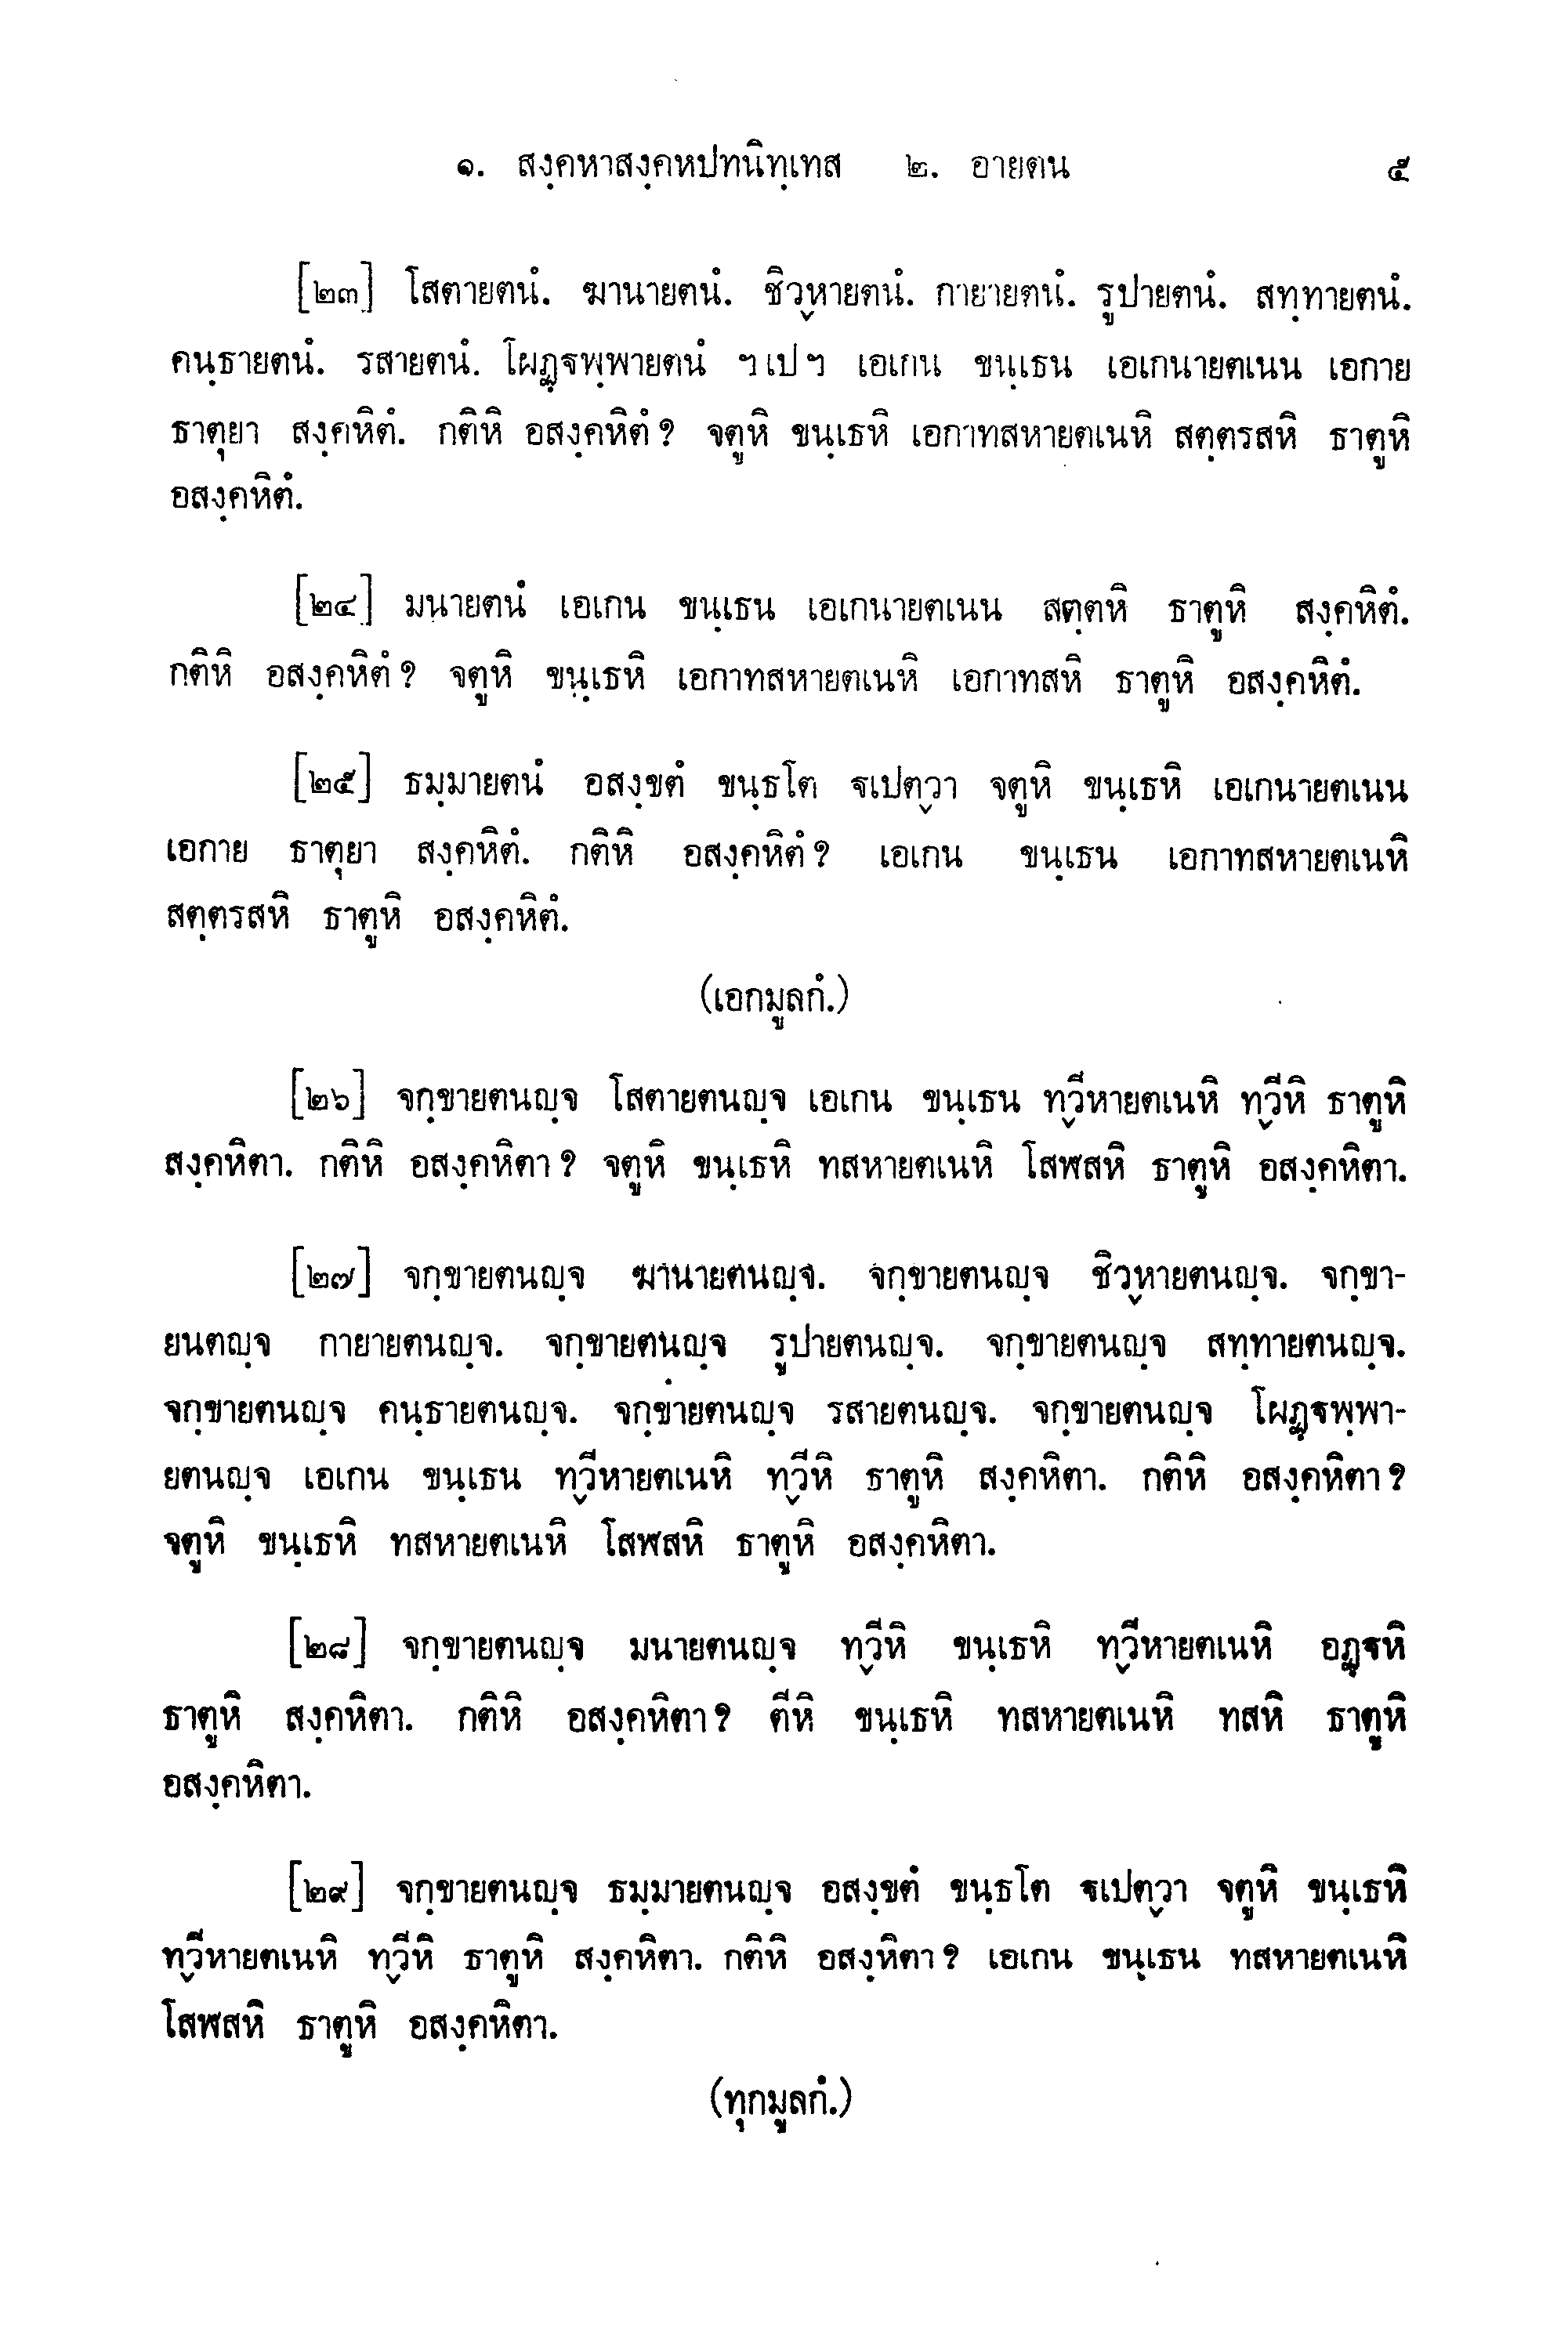 ๑. สงฺคหาสงฺคหปทนิทฺเทส ๒. อายตน ๕
[๒๓] โสตายตนํ. ฆานายตนํ. ชิวฺหายตนํ. กายายตนํ. รูปายตนํ. สทฺทายตนํ.
คนฺธายตนํ. รสายตนํ. โผฏฺฐพฺพายตนํ ฯ เป ฯ เอเกน ขนฺเธน เอเกนายตเนน เอกาย
ธาตุยา สงฺคหิตํ. กติหิ อสงฺคหิตํ? จตูหิ ขนฺเธหิ เอกาทสหายตเนหิ สตฺตรสหิ ธาตูหิ
อสงฺคหิตํ.
[๒๔] มนายตนํ เอเกน ขนฺเธน เอเกนายตเนน สตฺตหิ ธาตูหิ สงฺคหิตํ.
กติหิ อสงฺคหิตํ? จตูหิ ขนฺเธหิ เอกาทสหายตเนหิ เอกาทสหิ ธาตูหิ อสงฺคหิตํ.
[๒๕] ธมฺมายตนํ อสงฺขตํ ขนฺธโต ฐเปตฺวา จตูหิ ขนฺเธหิ เอเกนายตเนน
เอกาย ธาตุยา สงฺคหิตํ. กติหิ อสงฺคหิตํ? เอเกน ขนฺเธน เอกาทสหายตเนหิ
สตฺตรสหิ ธาตูหิ อสงฺคหิตํ.
(เอกมูลกํ.)
[๒๖] จกฺขายตนญฺจ โสตายตนญฺจ เอเกน ขนฺเธน ทฺวีหายตเนหิ ทฺวีหิ ธาตูหิ
สงฺคหิตา. กติหิ อสงฺคหิตา? จตูหิ ขนฺเธหิ ทสหายตเนหิ โสฬสหิ ธาตูหิ อสงฺคหิตา.
[๒๗] จกฺขายตนญฺจ ฆานายตนญฺจ. จกฺขายตนญฺจ ชิวฺหายตนญฺจ. จกฺขา-
ยนตญฺจ กายายตนญฺจ. จกฺขายตนญฺจ รูปายตนญฺจ. จกฺขายตนญฺจ สทฺทายตนญฺจ.
จกฺขายตนญฺจ คนฺธายตนญฺจ. จกฺขายตนญฺจ รสายตนญฺจ. จกฺขายตนญฺจ โผฏฺฐพฺพา-
ยตนญฺจ เอเกน ขนฺเธน ทฺวีหายตเนหิ ทฺวีหิ ธาตูหิ สงฺคหิตา. กติหิ อสงฺคหิตา?
จตูหิ ขนฺเธหิ ทสหายตเนหิ โสฬสหิ ธาตูหิ อสงฺคหิตา.
[๒๘] จกฺขายตนญฺจ มนายตนญฺจ ทฺวีหิ ขนฺเธหิ ทฺวีหายตเนหิ อฏฺฐหิ
ธาตูหิ สงฺคหิตา. กติหิ อสงฺคหิตา? ตีหิ ขนฺเธหิ ทสหายตเนหิ ทสหิ ธาตูหิ
อสงฺคหิตา.
[๒๙] จกฺขายตนญฺจ ธมฺมายตนญฺจ อสงฺขตํ ขนฺธโต ฐเปตฺวา จตูหิ ขนฺเธหิ
ทฺวีหายตเนหิ ทฺวีหิ ธาตูหิ สงฺคหิตา. กติหิ อสงฺหิตา? เอเกน ขนฺเธน ทสหายตเนหิ
โสฬสหิ ธาตูหิ อสงฺคหิตา.
(ทุกมูลกํ.)